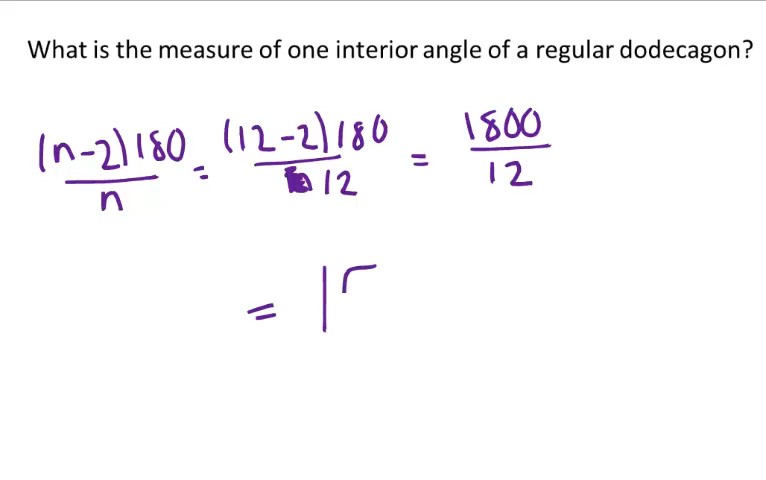 What is the measure of one interior angle of a regular dodecagon?
(n-2)180/n = (12-2)180/12 = 1800/12
= 1